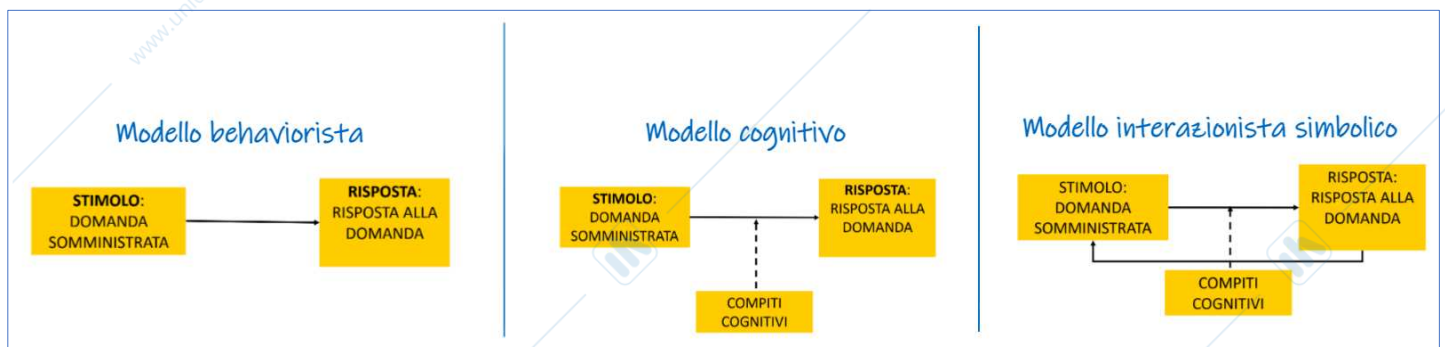 Modello behaviorista
STIMOLO:
DOMANDA
SOMMINISTRATA
RISPOSTA:
RISPOSTA ALLA
DOMANDA
Modello cognitivo
STIMOLO:
DOMANDA
SOMMINISTRATA
RISPOSTA:
RISPOSTA ALLA
DOMANDA
COMPITI
COGNITIVI
Modello interazionista simbolico
STIMOLO:
DOMANDA
SOMMINISTRATA
RISPOSTA:
RISPOSTA ALLA
DOMANDA
COMPITI
COGNITIVI